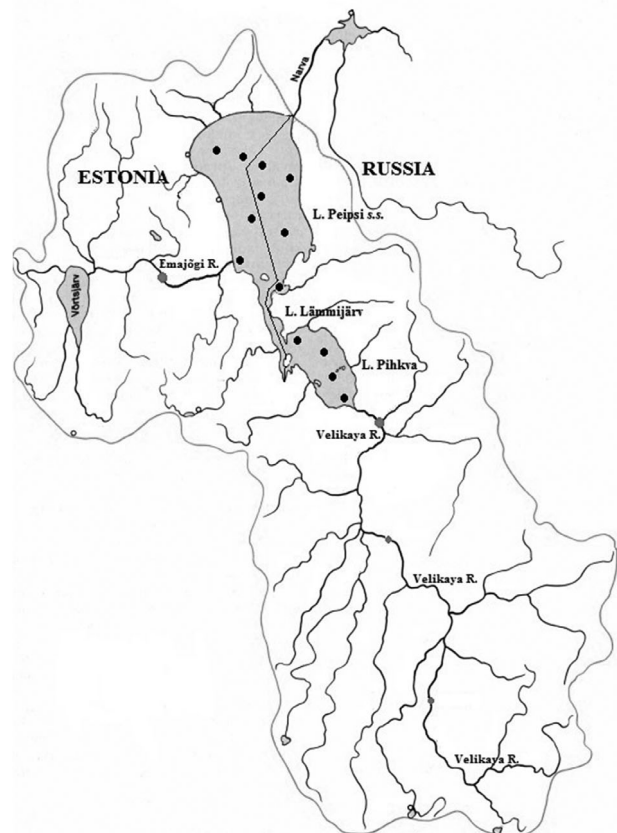 Narva
ESTONIA
RUSSIA
L. Peipsi s.s.
Emajõgi R.
Võrtsjärv
L. Lämmijärv
L. Pihkva
Velikaya R.
Velikaya R.
Velikaya R.